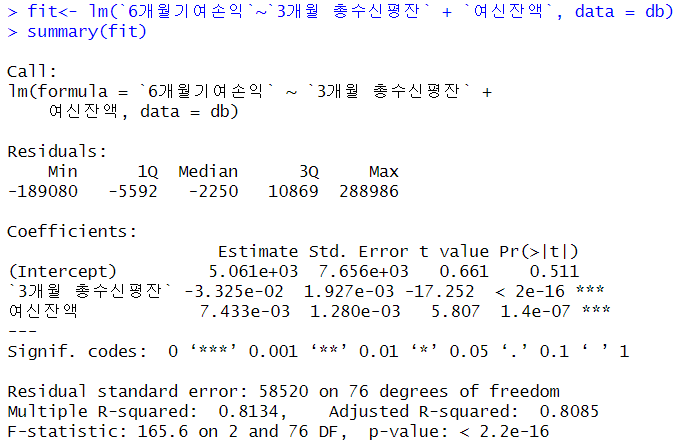 > fit<- lm(`6개월기여손익`~`3개월 총수신평잔` + `여신잔액`, data = db)
> summary(fit)
Call:
lm(formula = `6개월기여손익` ~ `3개월 총수신평잔` +
여신잔액, data = db)
Residuals:
Min 1Q Median 3Q Max
-189080 -5592 -2250 10869 288986
Coefficients:
Estimate Std. Error t value Pr(>|t|)
(Intercept) 5.061e+03 7.656e+03 0.661 0.511
`3개월 총수신평잔` -3.325e-02 1.927e-03 -17.252 < 2e-16 ***
여신잔액 7.433e-03 1.280e-03 5.807 1.4e-07 ***
---
Signif. codes: 0 ‘***’ 0.001 ‘**’ 0.01 ‘*’ 0.05 ‘.’ 0.1 ‘ ’ 1
Residual standard error: 58520 on 76 degrees of freedom
Multiple R-squared: 0.8134, Adjusted R-squared: 0.8085
F-statistic: 165.6 on 2 and 76 DF, p-value: < 2.2e-16